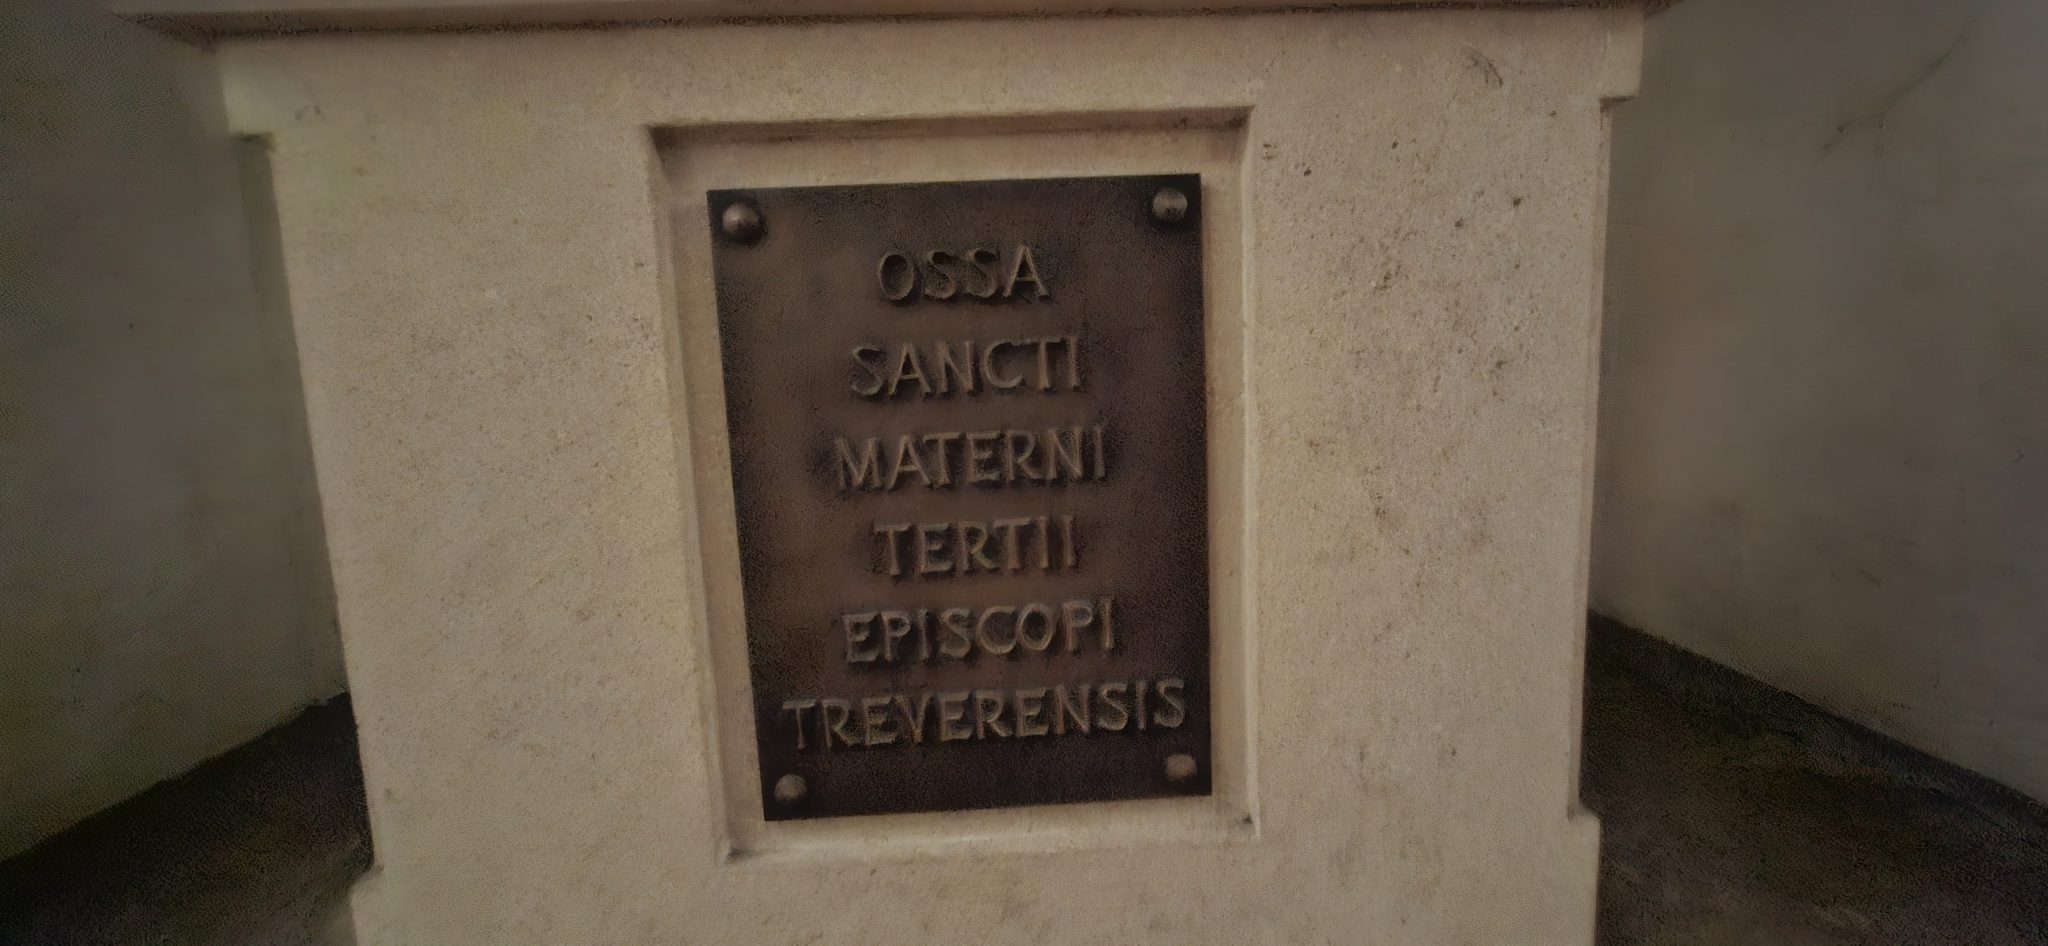 OSSA
SANCTI
MATERNI
TERTII
EPISCOPI
TREVERENSIS